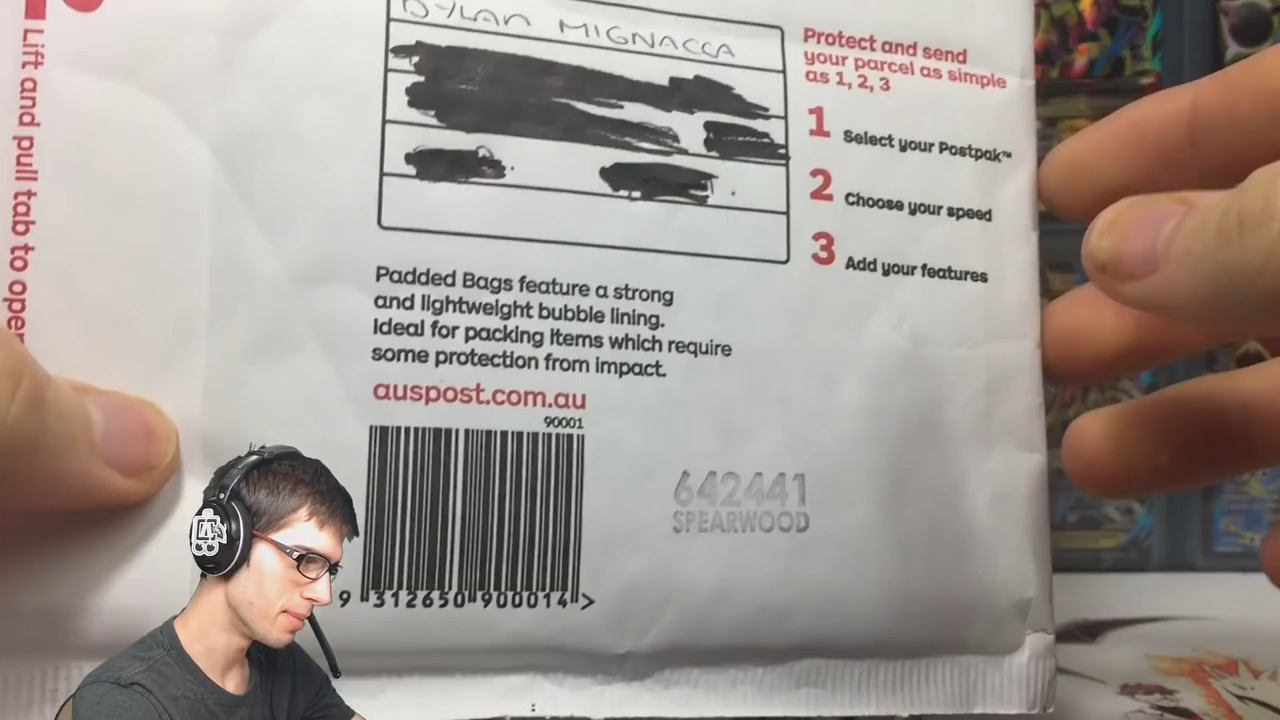 DYLAN MIGNACCA
Protect and send
your parcel as simple
as 1, 2, 3
1 Select your Postpak™
2 Choose your speed
3 Add your features
Lift and pull tab to open
Padded Bags feature a strong
and lightweight bubble lining.
Ideal for packing items which require
some protection from impact.
auspost.com.au
90001
9 312650 900014 >
642441
SPEARWOOD